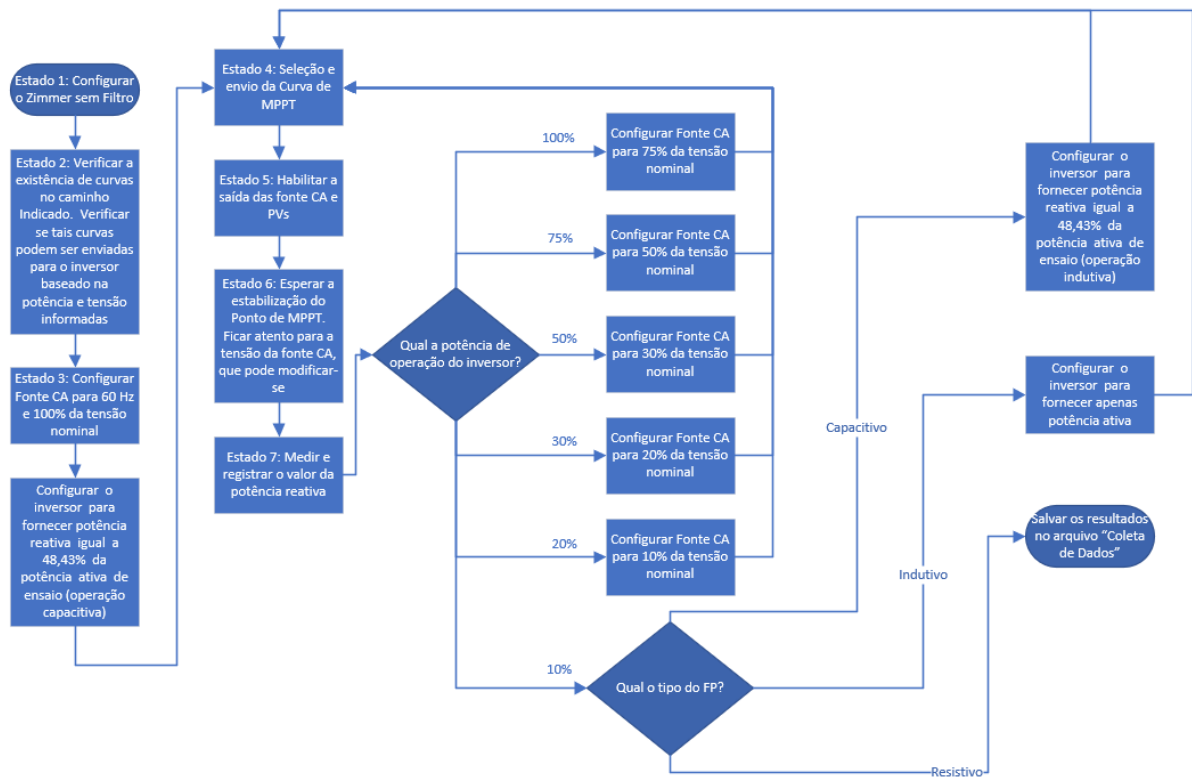 Estado 1: Configurar
o Zimmer sem Filtro
Estado 2: Verificar a
existência de curvas
no caminho
Indicado. Verificar
se tais curvas
podem ser enviadas
para o inversor
baseado na
potência e tensão
informadas
Estado 3: Configurar
Fonte CA para 60 Hz
e 100% da tensão
nominal
Configurar o
inversor para
fornecer potência
reativa igual a
48,43% da
potência ativa de
ensaio (operação
capacitiva)
Estado 4: Seleção e
envio da Curva de
MPPT
Estado 5: Habilitar a
saída das fonte CA e
PVs
Estado 6: Esperar a
estabilização do
Ponto de MPPT.
Ficar atento para a
tensão da fonte CA,
que pode modificar-
se
Estado 7: Medir e
registrar o valor da
potência reativa
Qual a potência de
operação do inversor?
100%
Configurar Fonte CA
para 75% da tensão
nominal
75%
Configurar Fonte CA
para 50% da tensão
nominal
50%
Configurar Fonte CA
para 30% da tensão
nominal
30%
Configurar Fonte CA
para 20% da tensão
nominal
20%
Configurar Fonte CA
para 10% da tensão
nominal
10%
Qual o tipo do FP?
Capacitivo
Configurar o
inversor para
fornecer potência
reativa igual a
48,43% da
potência ativa de
ensaio (operação
indutiva)
Indutivo
Configurar o
inversor para
fornecer apenas
potência ativa
Resistivo
Salvar os resultados
no arquivo “Coleta
de Dados”